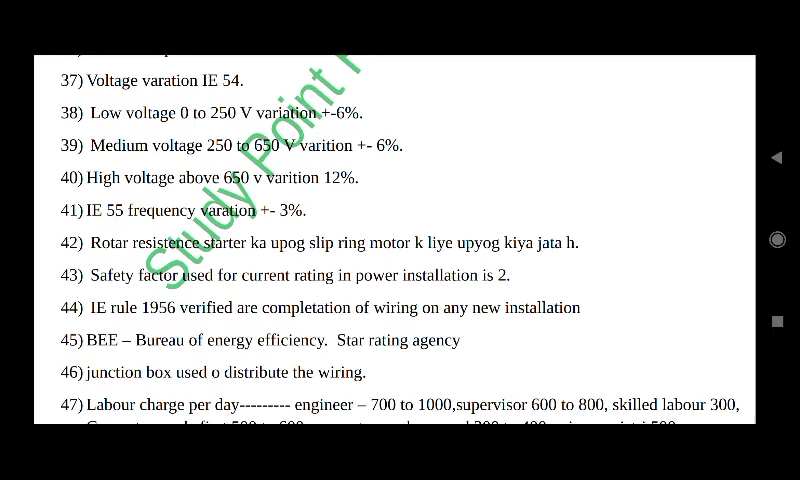 37) Voltage varation IE 54.
38) Low voltage 0 to 250 V variation +-6%.
39) Medium voltage 250 to 650 V varition +- 6%.
40) High voltage above 650 v varition 12%.
41) IE 55 frequency varation +- 3%.
42) Rotar resistence starter ka upog slip ring motor k liye upyog kiya jata h.
43) Safety factor used for current rating in power installation is 2.
44) IE rule 1956 verified are completation of wiring on any new installation
45) BEE – Bureau of energy efficiency. Star rating agency
46) junction box used o distribute the wiring.
47) Labour charge per day--------- engineer – 700 to 1000,supervisor 600 to 800, skilled labour 300,
Study Point